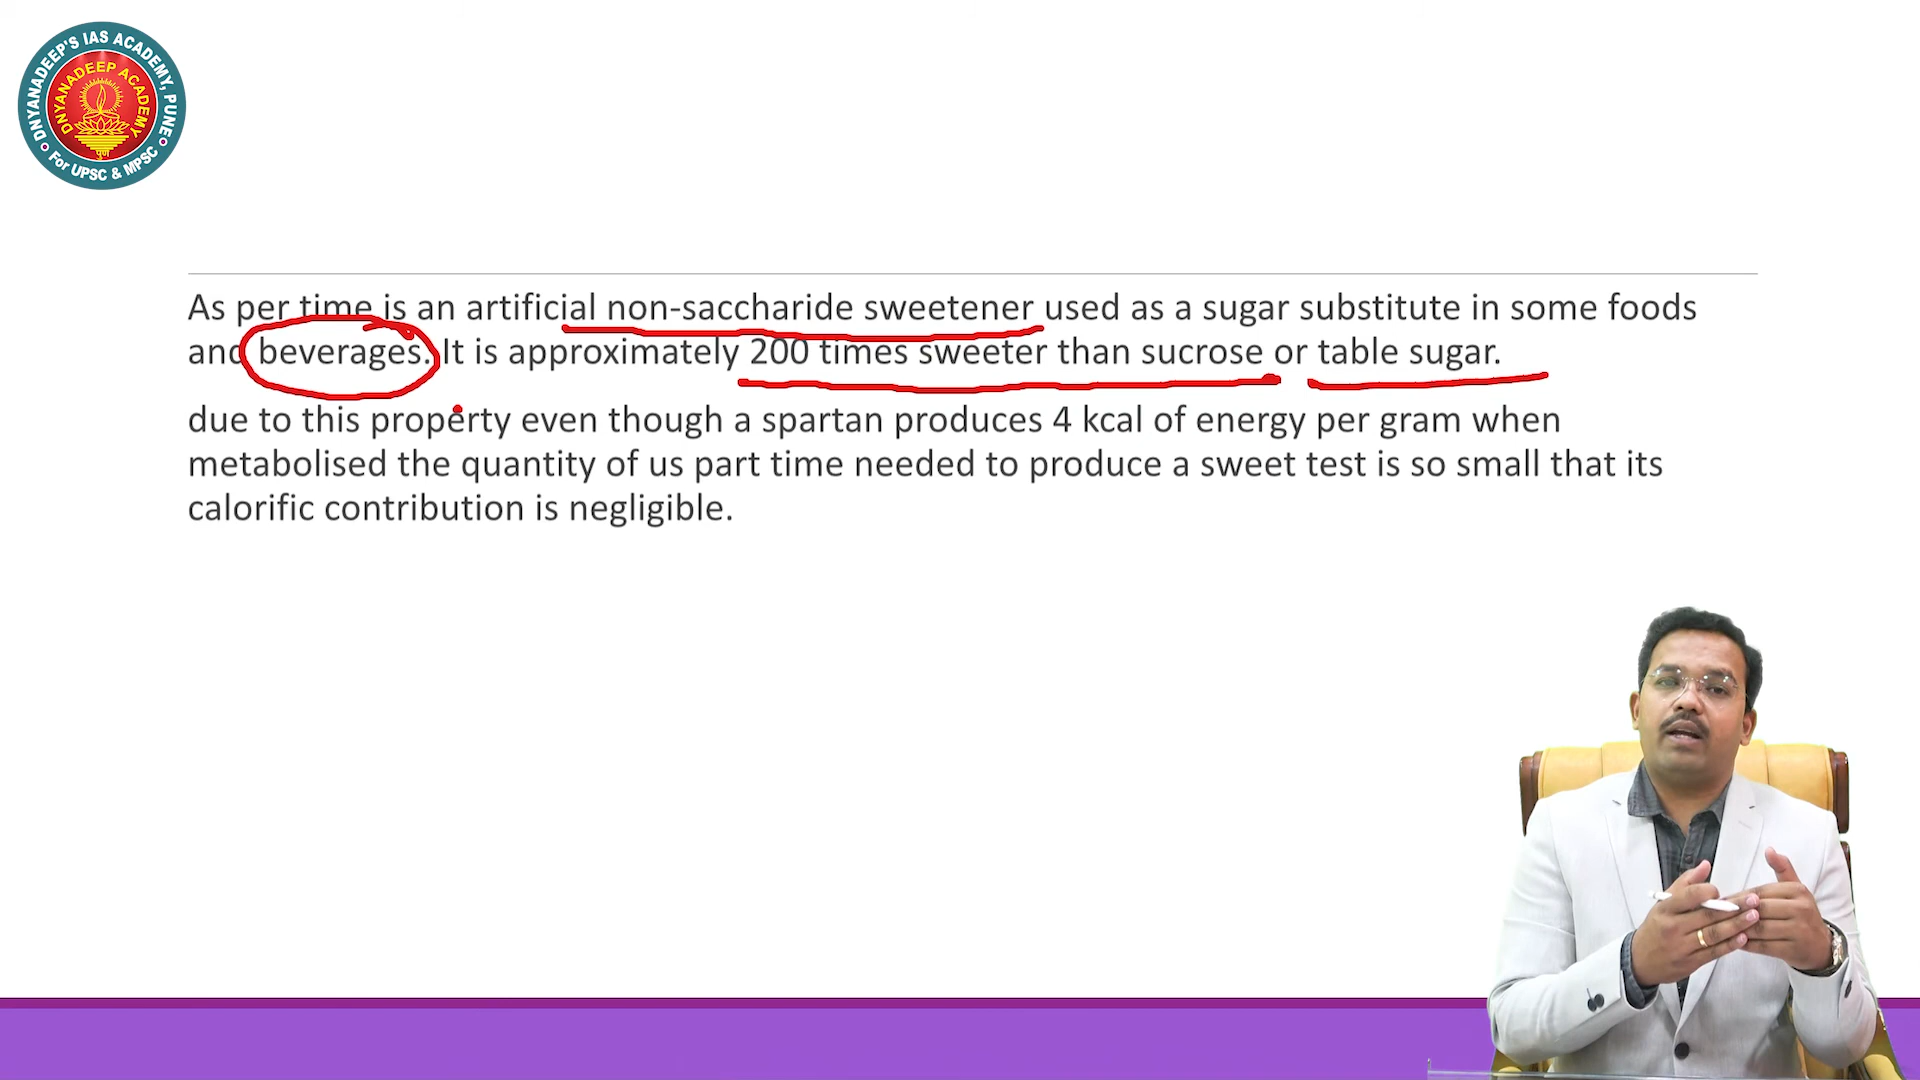 DNYANADEEP'S IAS ACADEMY, PUNE
DNYANADEEP ACADEMY
पुणे
For UPSC & MPSC
As per time is an artificial non-saccharide sweetener used as a sugar substitute in some foods
and beverages. It is approximately 200 times sweeter than sucrose or table sugar.
due to this property even though a spartan produces 4 kcal of energy per gram when
metabolised the quantity of us part time needed to produce a sweet test is so small that its
calorific contribution is negligible.